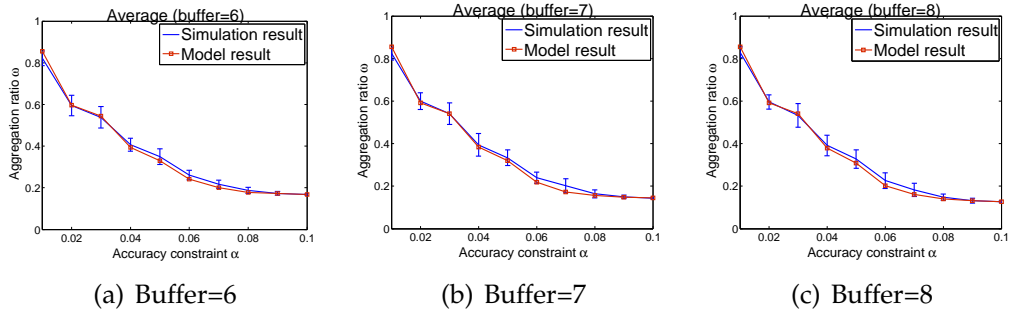 Average (buffer=6)
Simulation result
Model result
Aggregation ratio ω
1
0.8
0.6
0.4
0.2
0
0.02 0.04 0.06 0.08 0.1
Accuracy constraint α
(a) Buffer=6
Average (buffer=7)
Simulation result
Model result
Aggregation ratio ω
1
0.8
0.6
0.4
0.2
0
0.02 0.04 0.06 0.08 0.1
Accuracy constraint α
(b) Buffer=7
Average (buffer=8)
Simulation result
Model result
Aggregation ratio ω
1
0.8
0.6
0.4
0.2
0
0.02 0.04 0.06 0.08 0.1
Accuracy constraint α
(c) Buffer=8